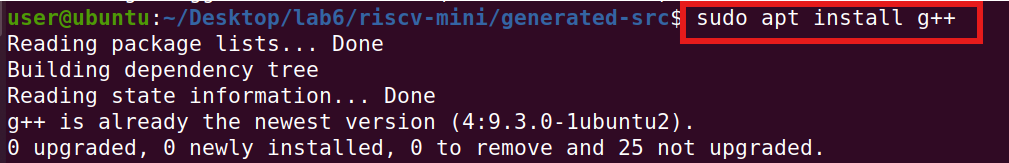 user@ubuntu:~/Desktop/lab6/riscv-mini/generated-src$ sudo apt install g++
Reading package lists... Done
Building dependency tree
Reading state information... Done
g++ is already the newest version (4:9.3.0-1ubuntu2).
0 upgraded, 0 newly installed, 0 to remove and 25 not upgraded.